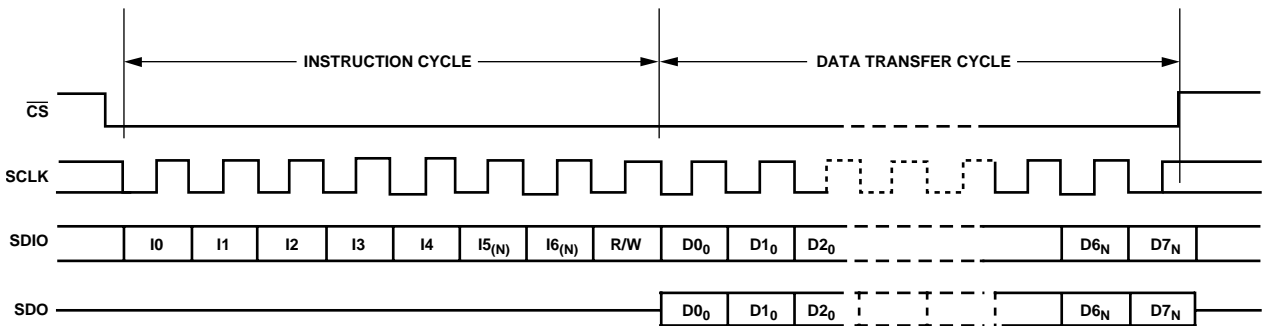 INSTRUCTION CYCLE DATA TRANSFER CYCLE
CS
SCLK
SDIO I0 I1 I2 I3 I4 I5(N) I6(N) R/W D00 D10 D20 D6N D7N
SDO D00 D10 D20 D6N D7N